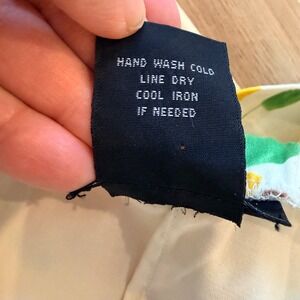 HAND WASH COLD
LINE DRY
COOL IRON
IF NEEDED